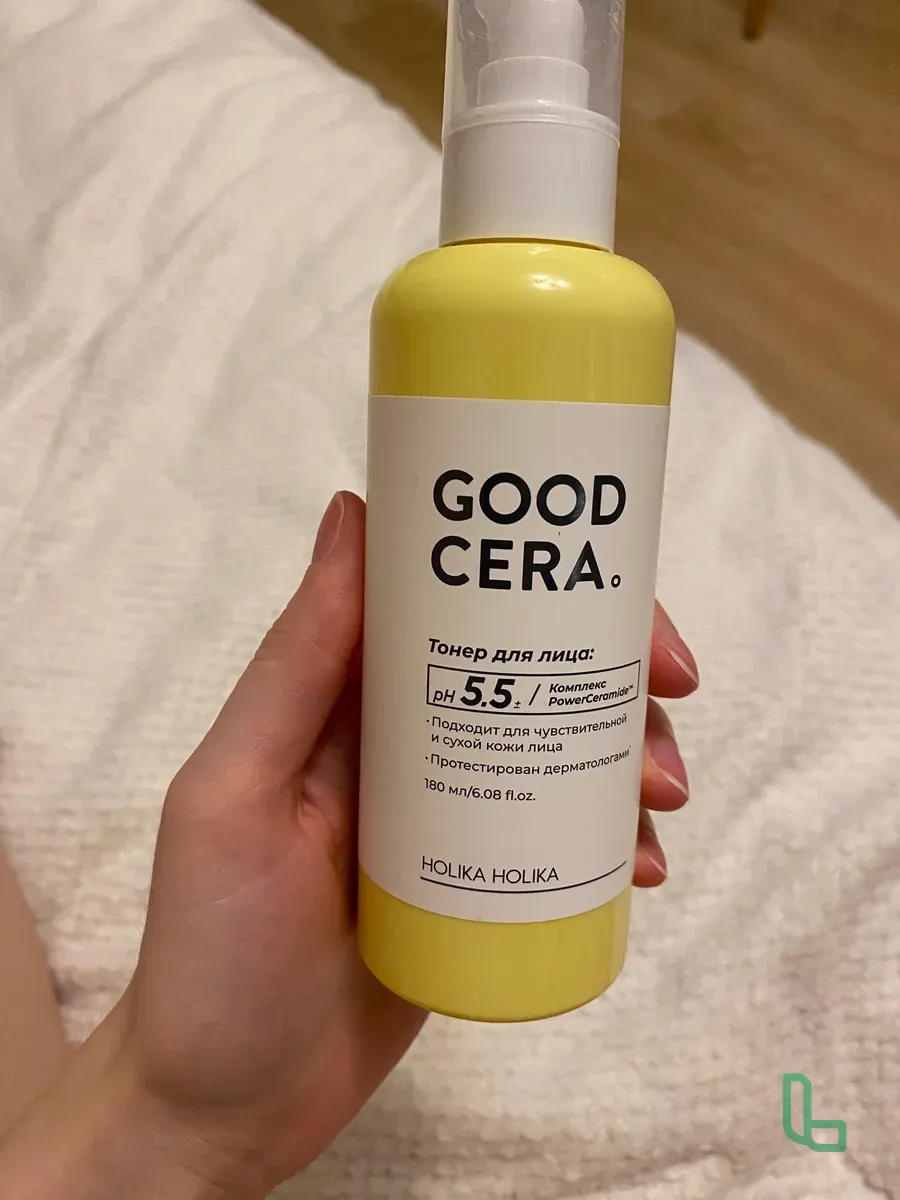 GOOD
CERA.
Тонер для лица:
pH 5.5± / Комплекс
PowerCeramide™
· Подходит для чувствительной
и сухой кожи лица
· Протестирован дерматологами
180 мл/6.08 fl.oz.
HOLIKA HOLIKA